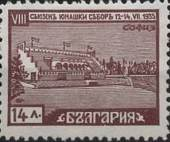 VIII СЪЮЗЕНЪ ЮНАШКИ СЪБОРЪ 12-14. VII. 1935
СОФИЯ
14 Л. БЪЛГАРИЯ